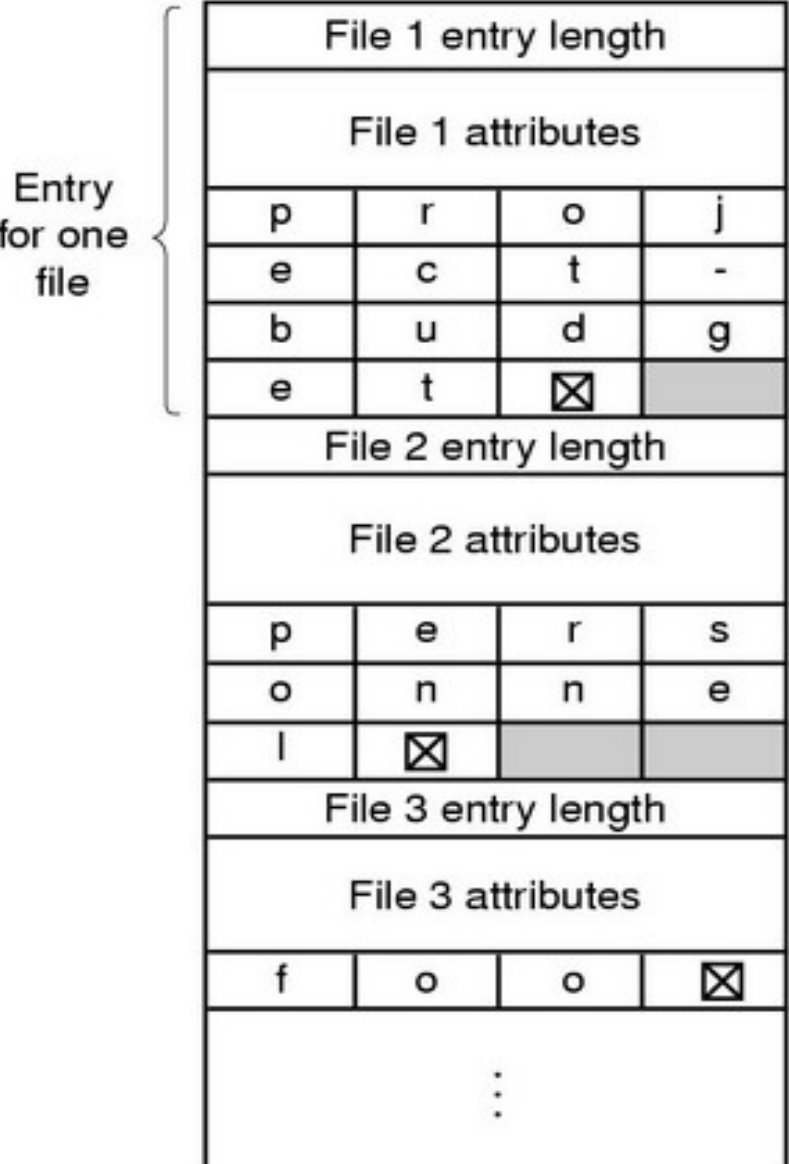 Entry
for one
file
File 1 entry length
File 1 attributes
p r o j
e c t -
b u d g
e t
File 2 entry length
File 2 attributes
p e r s
o n n e
l
File 3 entry length
File 3 attributes
f o o